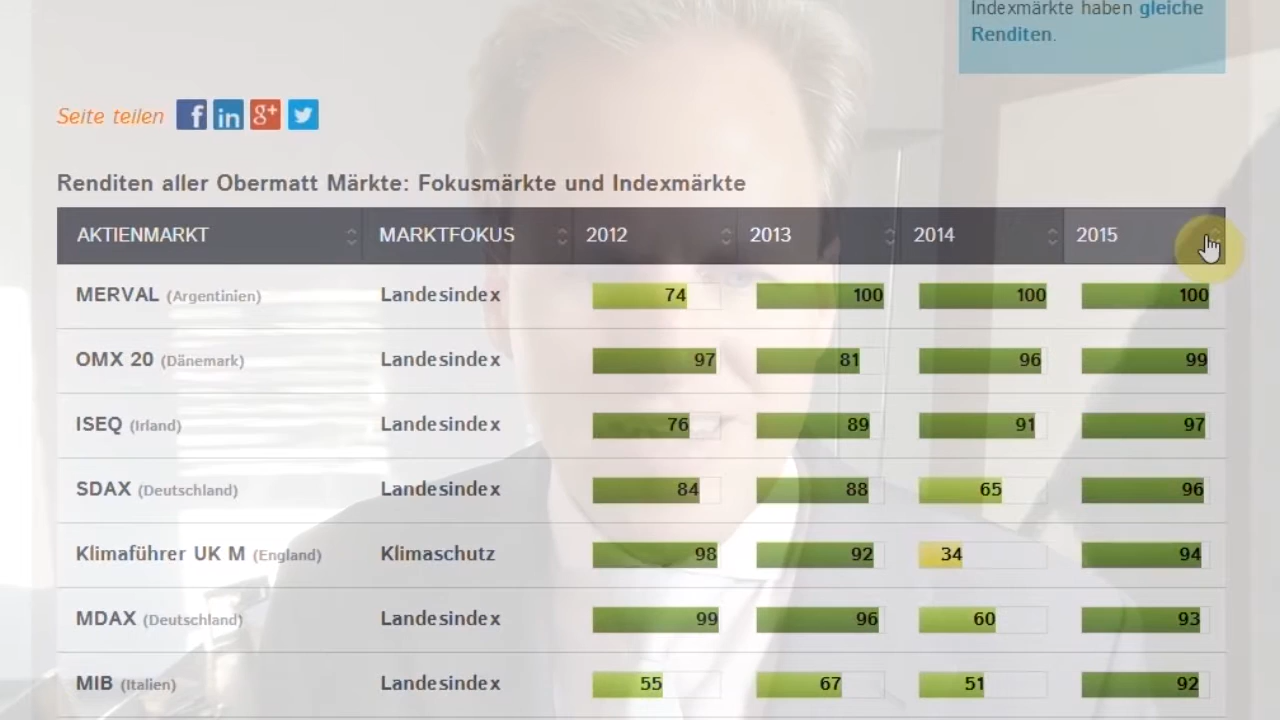 Indexmärkte haben gleiche
Renditen.
Seite teilen f in g+
Renditen aller Obermatt Märkte: Fokusmärkte und Indexmärkte
AKTIENMARKT MARKTFOKUS 2012 2013 2014 2015
MERVAL (Argentinien) Landesindex 74 100 100 100
OMX 20 (Dänemark) Landesindex 97 81 96 99
ISEQ (Irland) Landesindex 76 89 91 97
SDAX (Deutschland) Landesindex 84 88 65 96
Klimaführer UK M (England) Klimaschutz 98 92 34 94
MDAX (Deutschland) Landesindex 99 96 60 93
MIB (Italien) Landesindex 55 67 51 92